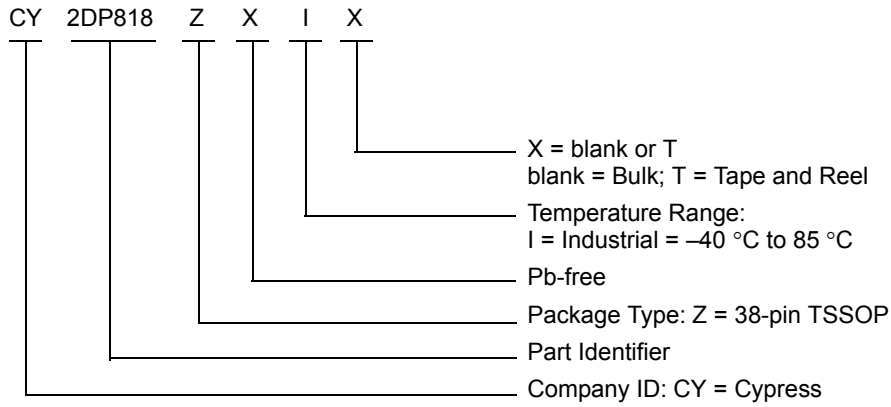 CY 2DP818 Z X I X
X = blank or T
blank = Bulk; T = Tape and Reel
Temperature Range:
I = Industrial = –40 °C to 85 °C
Pb-free
Package Type: Z = 38-pin TSSOP
Part Identifier
Company ID: CY = Cypress